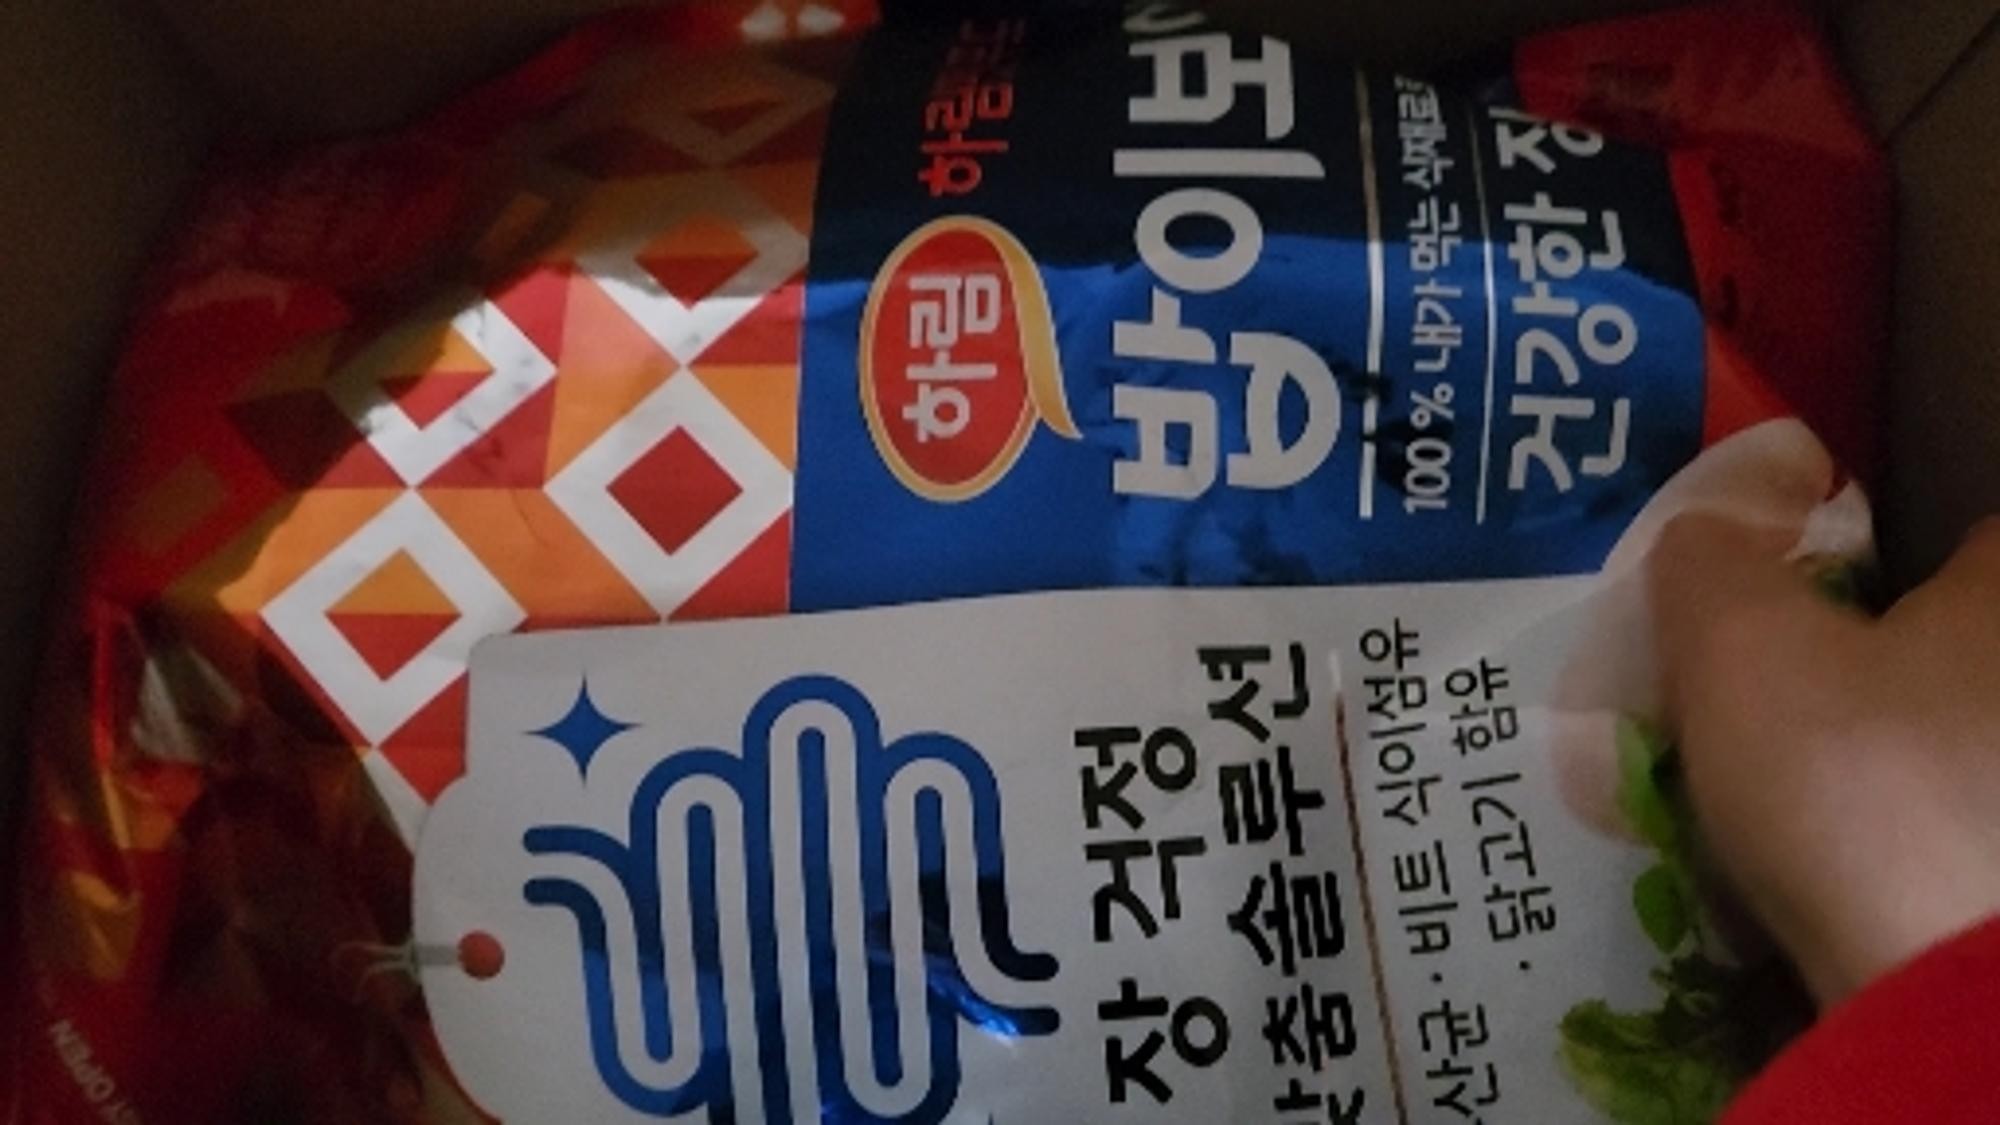 하림
하림펫푸드
밥이보
100% 내가 먹는 식재료
건강한 장
장 걱정
맞춤솔루션
산균·비트 식이섬유
·닭고기 함유
OPEN